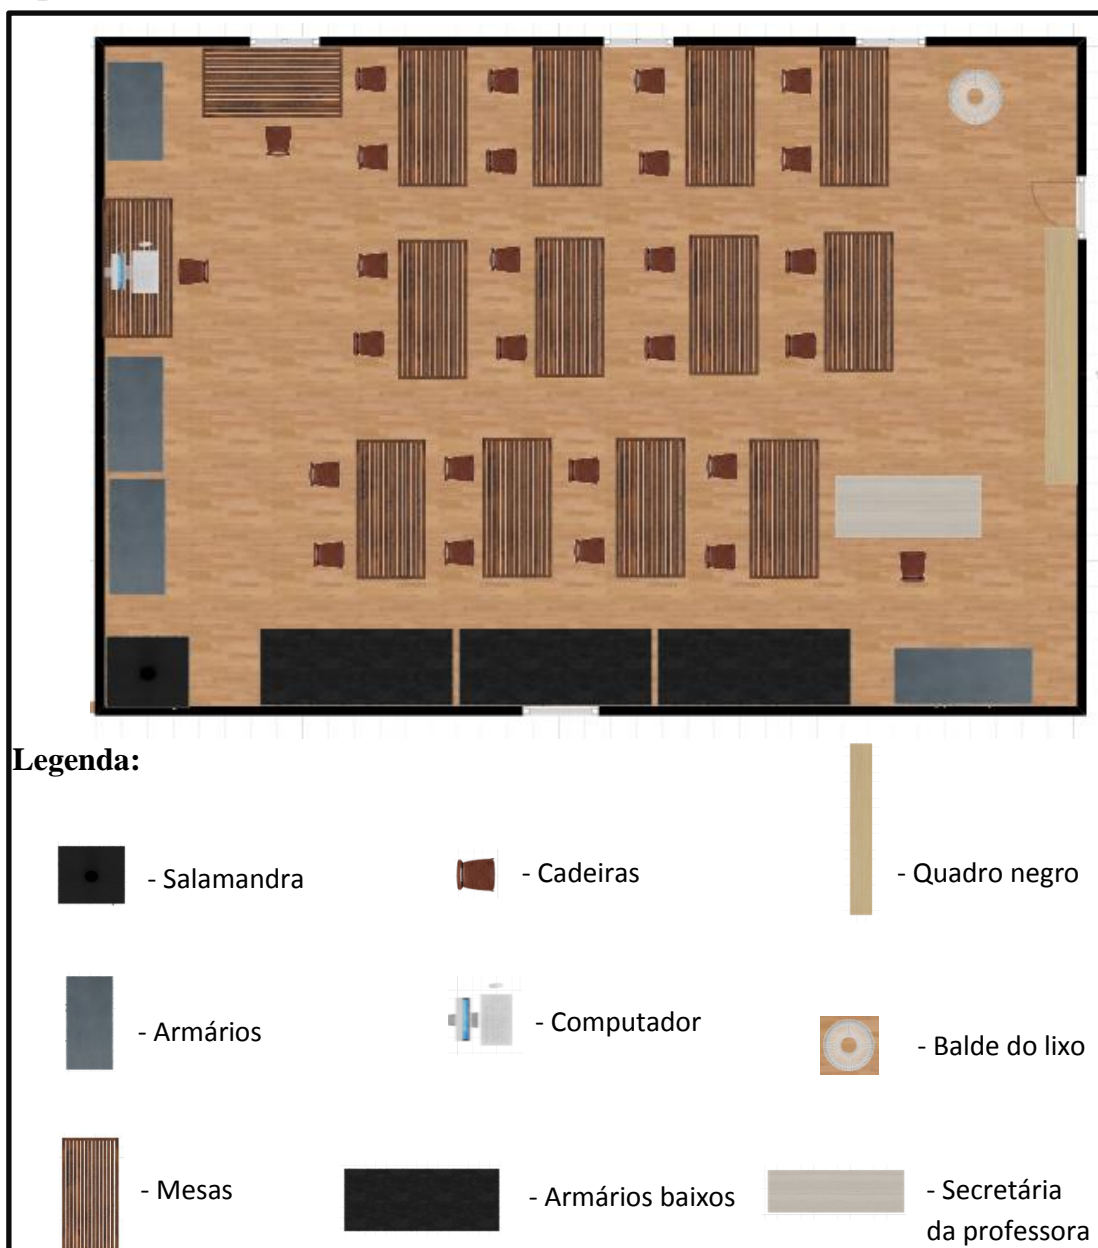 Legenda:
- Salamandra
- Cadeiras
- Quadro negro
- Armários
- Computador
- Balde do lixo
- Mesas
- Armários baixos
- Secretária
da professora